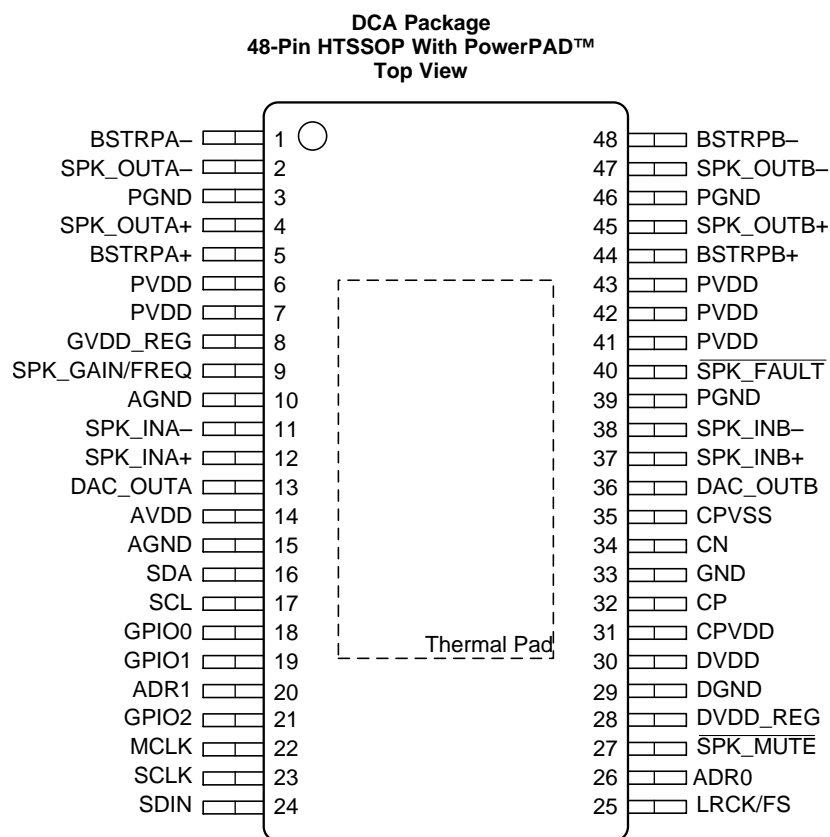 DCA Package
48-Pin HTSSOP With PowerPAD™
Top View
BSTRPA– 1 48 BSTRPB–
SPK_OUTA– 2 47 SPK_OUTB–
PGND 3 46 PGND
SPK_OUTA+ 4 45 SPK_OUTB+
BSTRPA+ 5 44 BSTRPB+
PVDD 6 43 PVDD
PVDD 7 42 PVDD
GVDD_REG 8 41 PVDD
SPK_GAIN/FREQ 9 40 SPK_FAULT
AGND 10 39 PGND
SPK_INA– 11 38 SPK_INB–
SPK_INA+ 12 37 SPK_INB+
DAC_OUTA 13 36 DAC_OUTB
AVDD 14 35 CPVSS
AGND 15 34 CN
SDA 16 33 GND
SCL 17 32 CP
GPIO0 18 31 CPVDD
Thermal Pad
GPIO1 19 30 DVDD
ADR1 20 29 DGND
GPIO2 21 28 DVDD_REG
MCLK 22 27 SPK_MUTE
SCLK 23 26 ADR0
SDIN 24 25 LRCK/FS